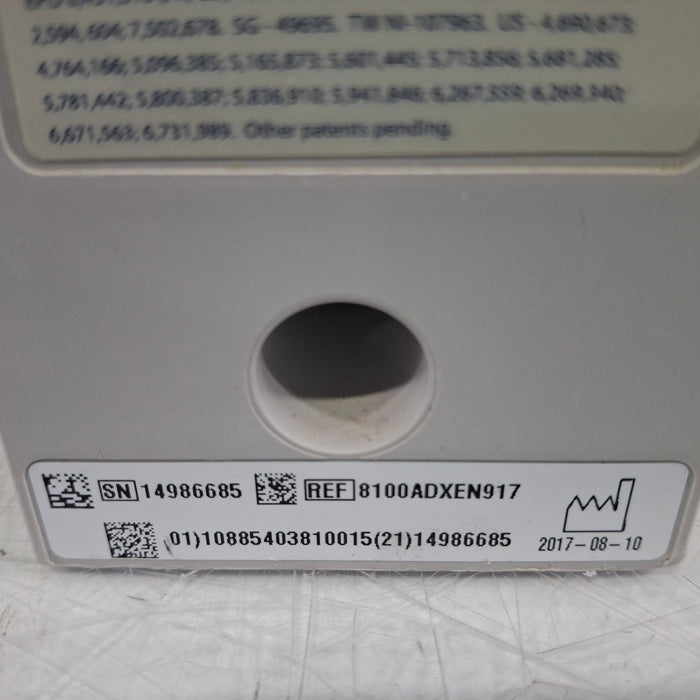 2,594,604; 7,502,678. SG - 49695. TW NI-107963. US - 4,692,673;
4,764,166; 5,096,385; 5,165,873; 5,601,445; 5,713,856; 5,681,285;
5,781,442; 5,800,387; 5,836,910; 5,941,846; 6,267,559; 6,269,340;
6,671,563; 6,731,989. Other patents pending.
SN 14986685 REF 8100ADXEN917
01)10885403810015(21)14986685
2017-08-10